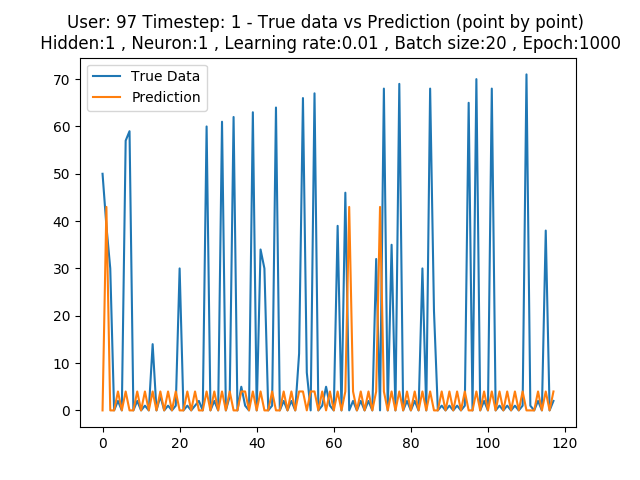 User: 97 Timestep: 1 - True data vs Prediction (point by point)
Hidden:1 , Neuron:1 , Learning rate:0.01 , Batch size:20 , Epoch:1000
True Data
Prediction
70
60
50
40
30
20
10
0
0 20 40 60 80 100 120